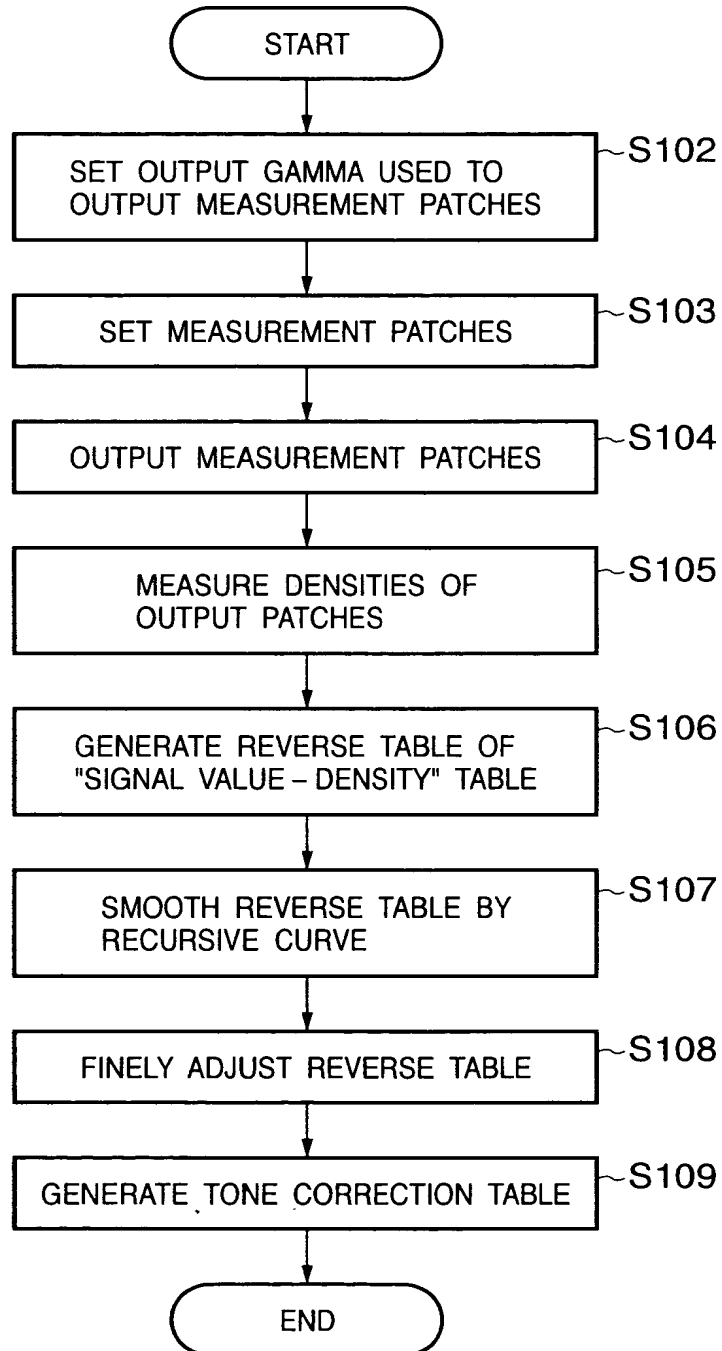 START
SET OUTPUT GAMMA USED TO
OUTPUT MEASUREMENT PATCHES
S102
SET MEASUREMENT PATCHES
S103
OUTPUT MEASUREMENT PATCHES
S104
MEASURE DENSITIES OF
OUTPUT PATCHES
S105
GENERATE REVERSE TABLE OF
"SIGNAL VALUE – DENSITY" TABLE
S106
SMOOTH REVERSE TABLE BY
RECURSIVE CURVE
S107
FINELY ADJUST REVERSE TABLE
S108
GENERATE TONE CORRECTION TABLE
S109
END